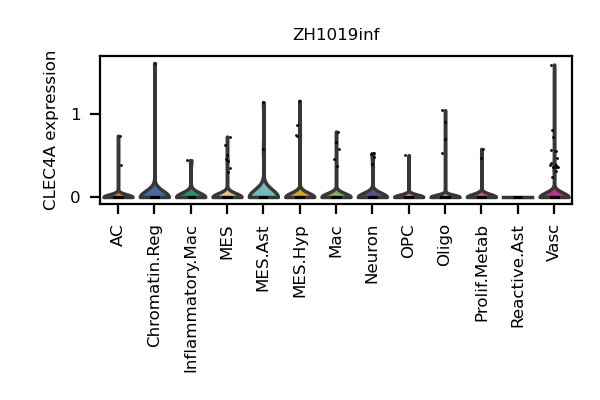 ZH1019inf
CLEC4A expression
1
0
AC
Chromatin.Reg
Inflammatory.Mac
MES
MES.Ast
MES.Hyp
Mac
Neuron
OPC
Oligo
Prolif.Metab
Reactive.Ast
Vasc